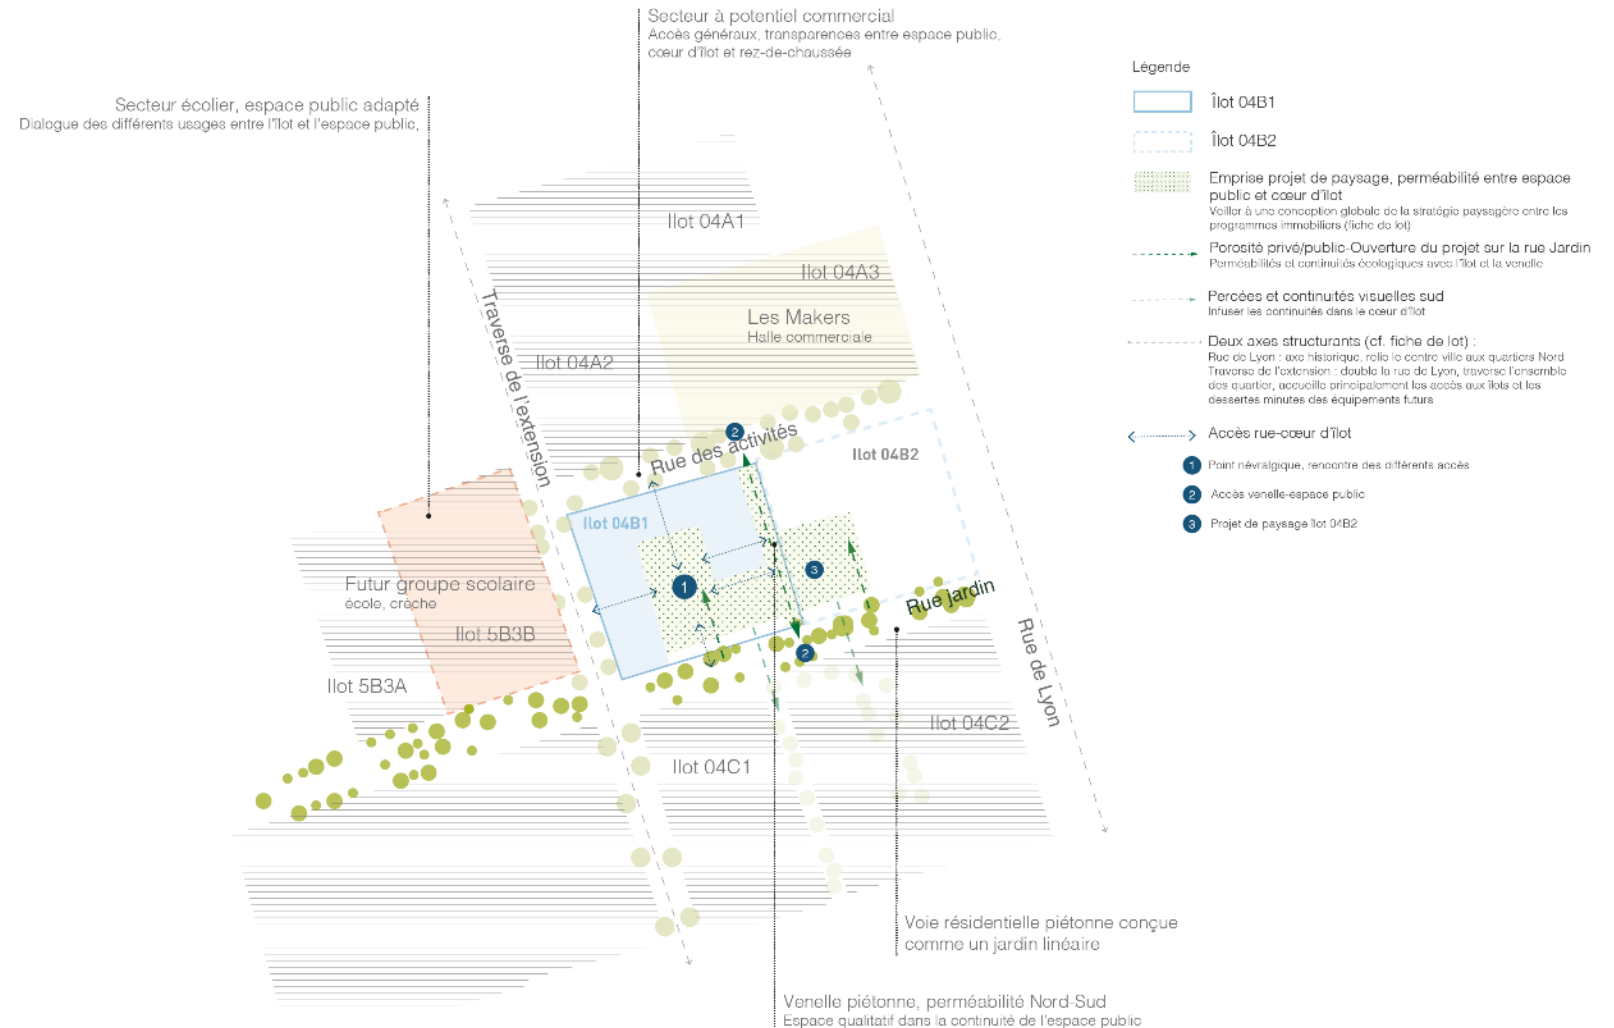 Secteur à potentiel commercial
Accès généraux, transparences entre espace public,
cœur d'îlot et rez-de-chaussée
Secteur écolier, espace public adapté
Dialogue des différents usages entre l'îlot et l'espace public,
Légende
Îlot 04B1
Îlot 04B2
Emprise projet de paysage, perméabilité entre espace
public et cœur d'îlot
Veiller à une conception globale de la stratégie paysagère entre les
programmes immobiliers (fiche de lot)
Porosité privé/public-Ouverture du projet sur la rue Jardin
Perméabilités et continuités écologiques avec l'îlot et la venelle
Percées et continuités visuelles sud
Infuser les continuités dans le cœur d'îlot
Deux axes structurants (cf. fiche de lot) :
Rue de Lyon : axe historique, relie le centre ville aux quartiers Nord
Traverse de l'extension : double la rue de Lyon, traverse l'ensemble
des quartier, accueille principalement les accès aux îlots et les
dessertes minutes des équipements futurs
Accès rue-cœur d'îlot
1 Point névralgique, rencontre des différents accès
2 Accès venelle-espace public
3 Projet de paysage îlot 04B2
Ilot 04A1
Ilot 04A3
Les Makers
Halle commerciale
Ilot 04A2
Traverse de l'extension
2
Rue des activités
Ilot 04B2
Ilot 04B1
1
3
Futur groupe scolaire
école, crèche
Ilot 5B3B
Ilot 5B3A
Rue jardin
2
Rue de Lyon
Ilot 04C2
Ilot 04C1
Voie résidentielle piétonne conçue
comme un jardin linéaire
Venelle piétonne, perméabilité Nord-Sud
Espace qualitatif dans la continuité de l'espace public